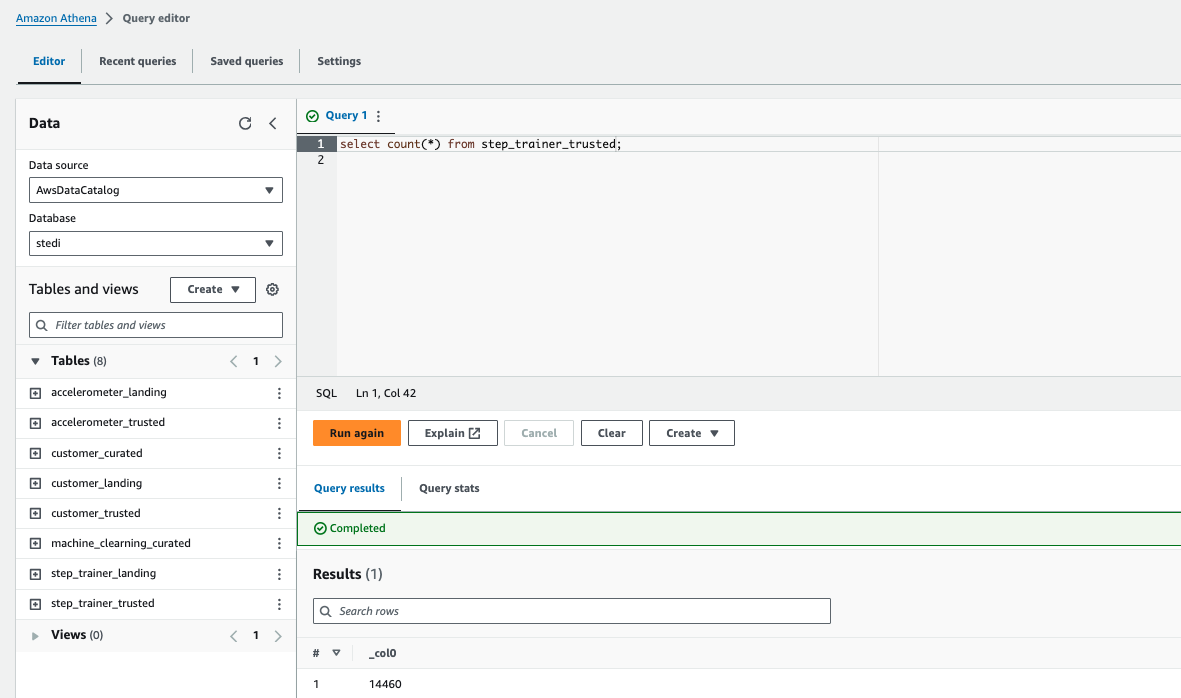 Amazon Athena > Query editor
Editor Recent queries Saved queries Settings
Data
Data source
AwsDataCatalog
Database
stedi
Tables and views Create
Filter tables and views
Tables (8) 1
accelerometer_landing
accelerometer_trusted
customer_curated
customer_landing
customer_trusted
machine_clearning_curated
step_trainer_landing
step_trainer_trusted
Views (0) 1
Query 1
1 select count(*) from step_trainer_trusted;
2
SQL Ln 1, Col 42
Run again Explain Cancel Clear Create
Query results Query stats
Completed
Results (1)
Search rows
# _col0
1 14460